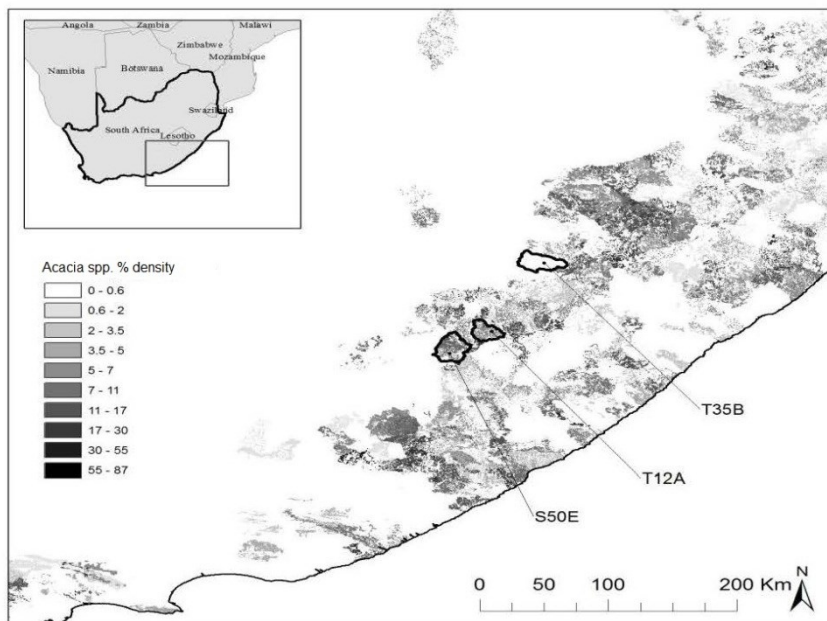 Angola Zambia Malawi
Zimbabwe
Mozambique
Namibia Botswana
Swaziland
South Africa
Lesotho
Acacia spp. % density
0 - 0.6
0.6 - 2
2 - 3.5
3.5 - 5
5 - 7
7 - 11
11 - 17
17 - 30
30 - 55
55 - 87
T35B
T12A
S50E
N
0 50 100 200 Km